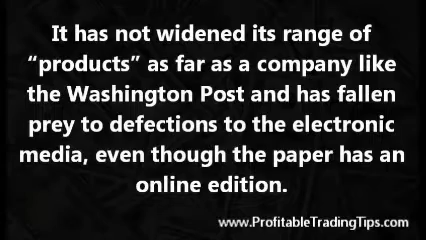 It has not widened its range of
“products” as far as a company like
the Washington Post and has fallen
prey to defections to the electronic
media, even though the paper has an
online edition.
www.ProfitableTradingTips.com